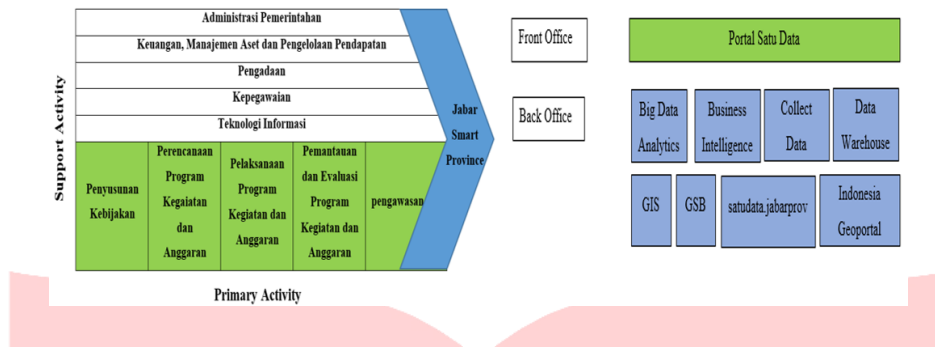 Administrasi Pemerintahan
Keuangan, Manajemen Aset dan Pengelolaan Pendapatan
Pengadaan
Kepegawaian
Teknologi Informasi
Support Activity
Penyusunan
Kebijakan
Perencanaan
Program
Kegaiatan
dan
Anggaran
Pelaksanaan
Program
Kegiatan dan
Anggaran
Pemantauan
dan Evaluasi
Program
Kegiatan dan
Anggaran
pengawasan
Jabar
Smart
Province
Primary Activity
Front Office
Back Office
Portal Satu Data
Big Data
Analytics
Business
Intelligence
Collect
Data
Data
Warehouse
GIS
GSB
satudata.jabarprov
Indonesia
Geoportal